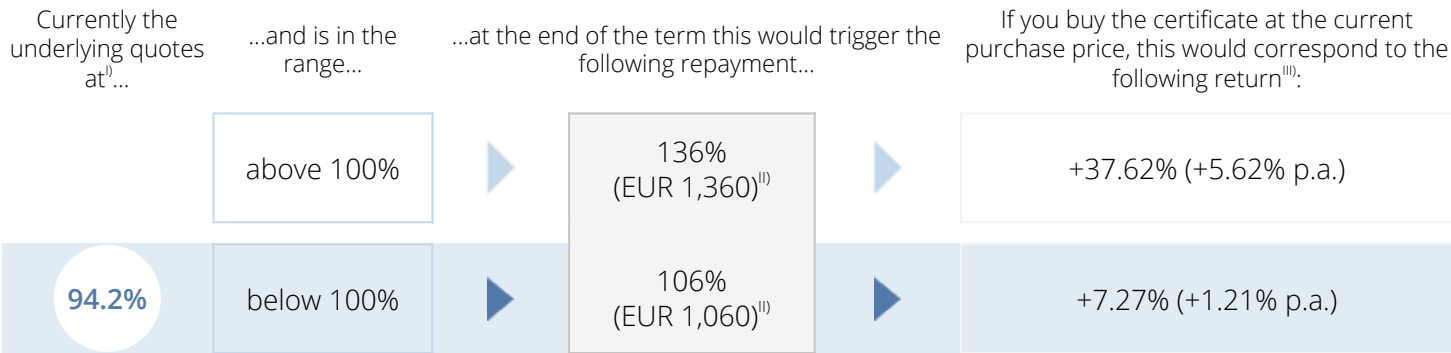 Currently the
underlying quotes
at I)...
...and is in the
range...
...at the end of the term this would trigger the
following repayment...
If you buy the certificate at the current
purchase price, this would correspond to the
following return III):
above 100%
136%
(EUR 1,360) II)
+37.62% (+5.62% p.a.)
94.2%
below 100%
106%
(EUR 1,060) II)
+7.27% (+1.21% p.a.)